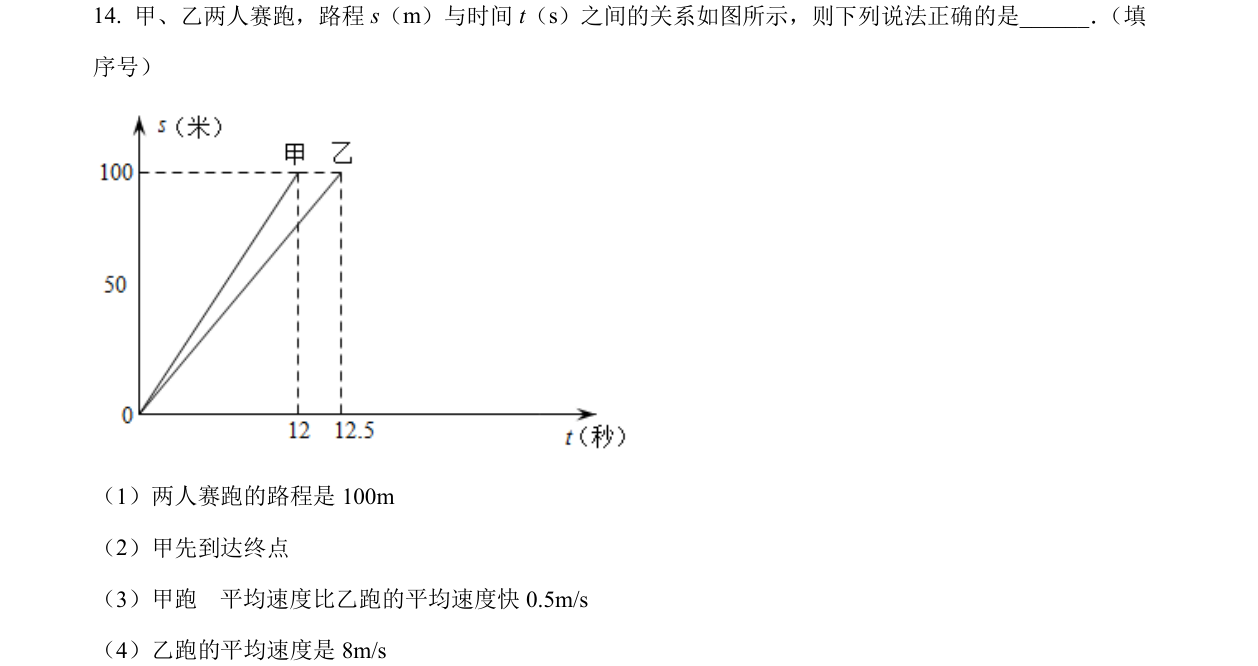 14. 甲、乙两人赛跑，路程 s（m）与时间 t（s）之间的关系如图所示，则下列说法正确的是______．（填
序号）
s（米）
甲 乙
100
50
0
12 12.5
t（秒）
（1）两人赛跑的路程是 100m
（2）甲先到达终点
（3）甲跑　平均速度比乙跑的平均速度快 0.5m/s
（4）乙跑的平均速度是 8m/s